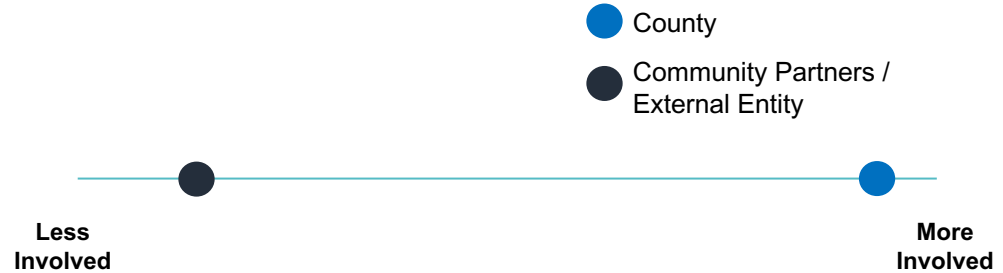 County
Community Partners /
External Entity
Less
Involved
More
Involved